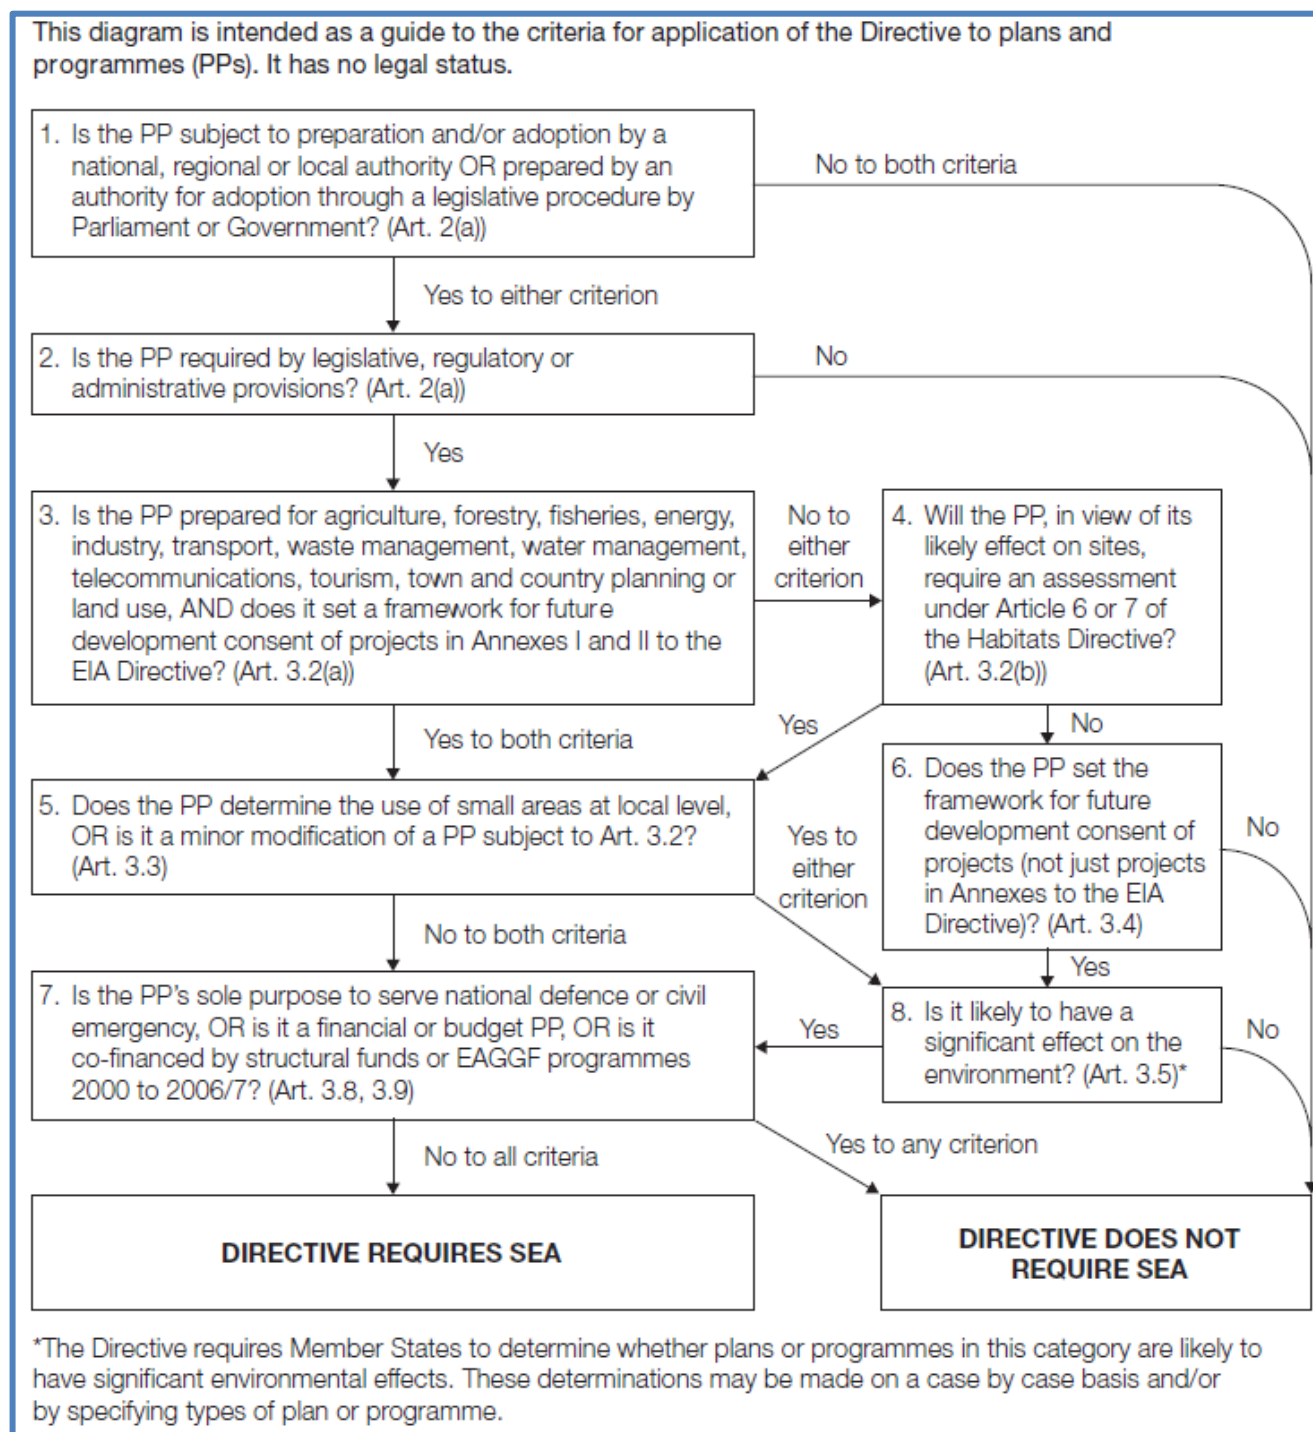 This diagram is intended as a guide to the criteria for application of the Directive to plans and
programmes (PPs). It has no legal status.
1. Is the PP subject to preparation and/or adoption by a
national, regional or local authority OR prepared by an
authority for adoption through a legislative procedure by
Parliament or Government? (Art. 2(a))
No to both criteria
Yes to either criterion
2. Is the PP required by legislative, regulatory or
administrative provisions? (Art. 2(a))
No
Yes
3. Is the PP prepared for agriculture, forestry, fisheries, energy,
industry, transport, waste management, water management,
telecommunications, tourism, town and country planning or
land use, AND does it set a framework for future
development consent of projects in Annexes I and II to the
EIA Directive? (Art. 3.2(a))
No to
either
criterion
4. Will the PP, in view of its
likely effect on sites,
require an assessment
under Article 6 or 7 of
the Habitats Directive?
(Art. 3.2(b))
Yes to both criteria
Yes
No
5. Does the PP determine the use of small areas at local level,
OR is it a minor modification of a PP subject to Art. 3.2?
(Art. 3.3)
Yes to
either
criterion
6. Does the PP set the
framework for future
development consent of
projects (not just projects
in Annexes to the EIA
Directive)? (Art. 3.4)
No
No to both criteria
Yes
7. Is the PP's sole purpose to serve national defence or civil
emergency, OR is it a financial or budget PP, OR is it
co-financed by structural funds or EAGGF programmes
2000 to 2006/7? (Art. 3.8, 3.9)
Yes
8. Is it likely to have a
significant effect on the
environment? (Art. 3.5)*
No
No to all criteria
Yes to any criterion
DIRECTIVE REQUIRES SEA
DIRECTIVE DOES NOT
REQUIRE SEA
*The Directive requires Member States to determine whether plans or programmes in this category are likely to
have significant environmental effects. These determinations may be made on a case by case basis and/or
by specifying types of plan or programme.